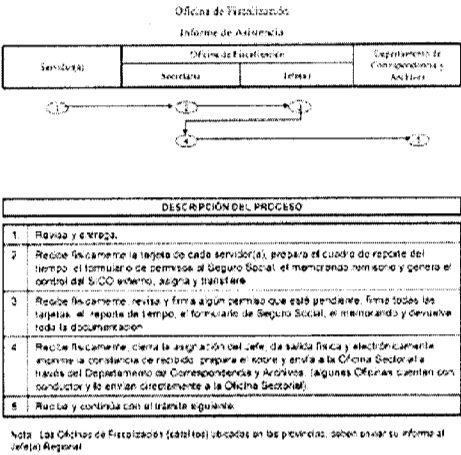 Oficina de Fiscalización
Informe de Asistencia
Servidor(a)
Oficina de Fiscalización
Secretaria
Jefe(a)
Departamento de
Correspondencia y
Archivos
1
2
3
4
5
DESCRIPCIÓN DEL PROCESO
1 Revisa y entrega.
2 Recibe físicamente la tarjeta de cada servidor(a), prepara el cuadro de reporte del
tiempo, el formulario de permisos al Seguro Social, el memorando remisorio y genera el
control del SICO externo, asigna y transfiere
3 Recibe físicamente, revisa y firma algún permiso que esté pendiente, firma todas las
tarjetas, el reporte de tiempo, el formulario de Seguro Social, el memorando y devuelve
toda la documentación
4 Recibe físicamente, cierra la asignación del Jefe, da salida física y electrónicamente
imprime la constancia de recibido, prepara el sobre y envía a la Oficina Sectorial a
través del Departamento de Correspondencia y Archivos. (algunas Oficinas cuentan con
conductor y lo envían directamente a la Oficina Sectorial).
5 Recibe y continúa con el trámite siguiente.
Nota: Las Oficinas de Fiscalización (satélites) ubicadas en las provincias, deben enviar su informe al
Jefe(a) Regional